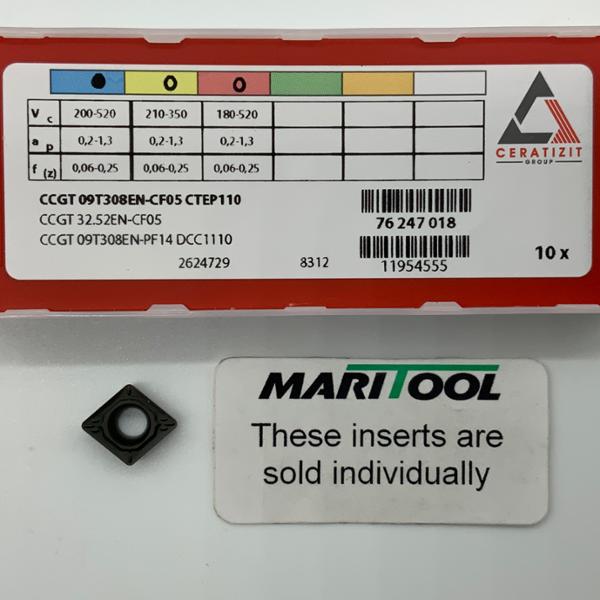 V c 200-520 210-350 180-520
a p 0,2-1,3 0,2-1,3 0,2-1,3
f (z) 0,06-0,25 0,06-0,25 0,06-0,25
CERATIZIT
GROUP
CCGT 09T308EN-CF05 CTEP110
CCGT 32.52EN-CF05
CCGT 09T308EN-PF14 DCC1110
2624729 8312
76 247 018
11954555
10 x
MARITOOL
These inserts are
sold individually